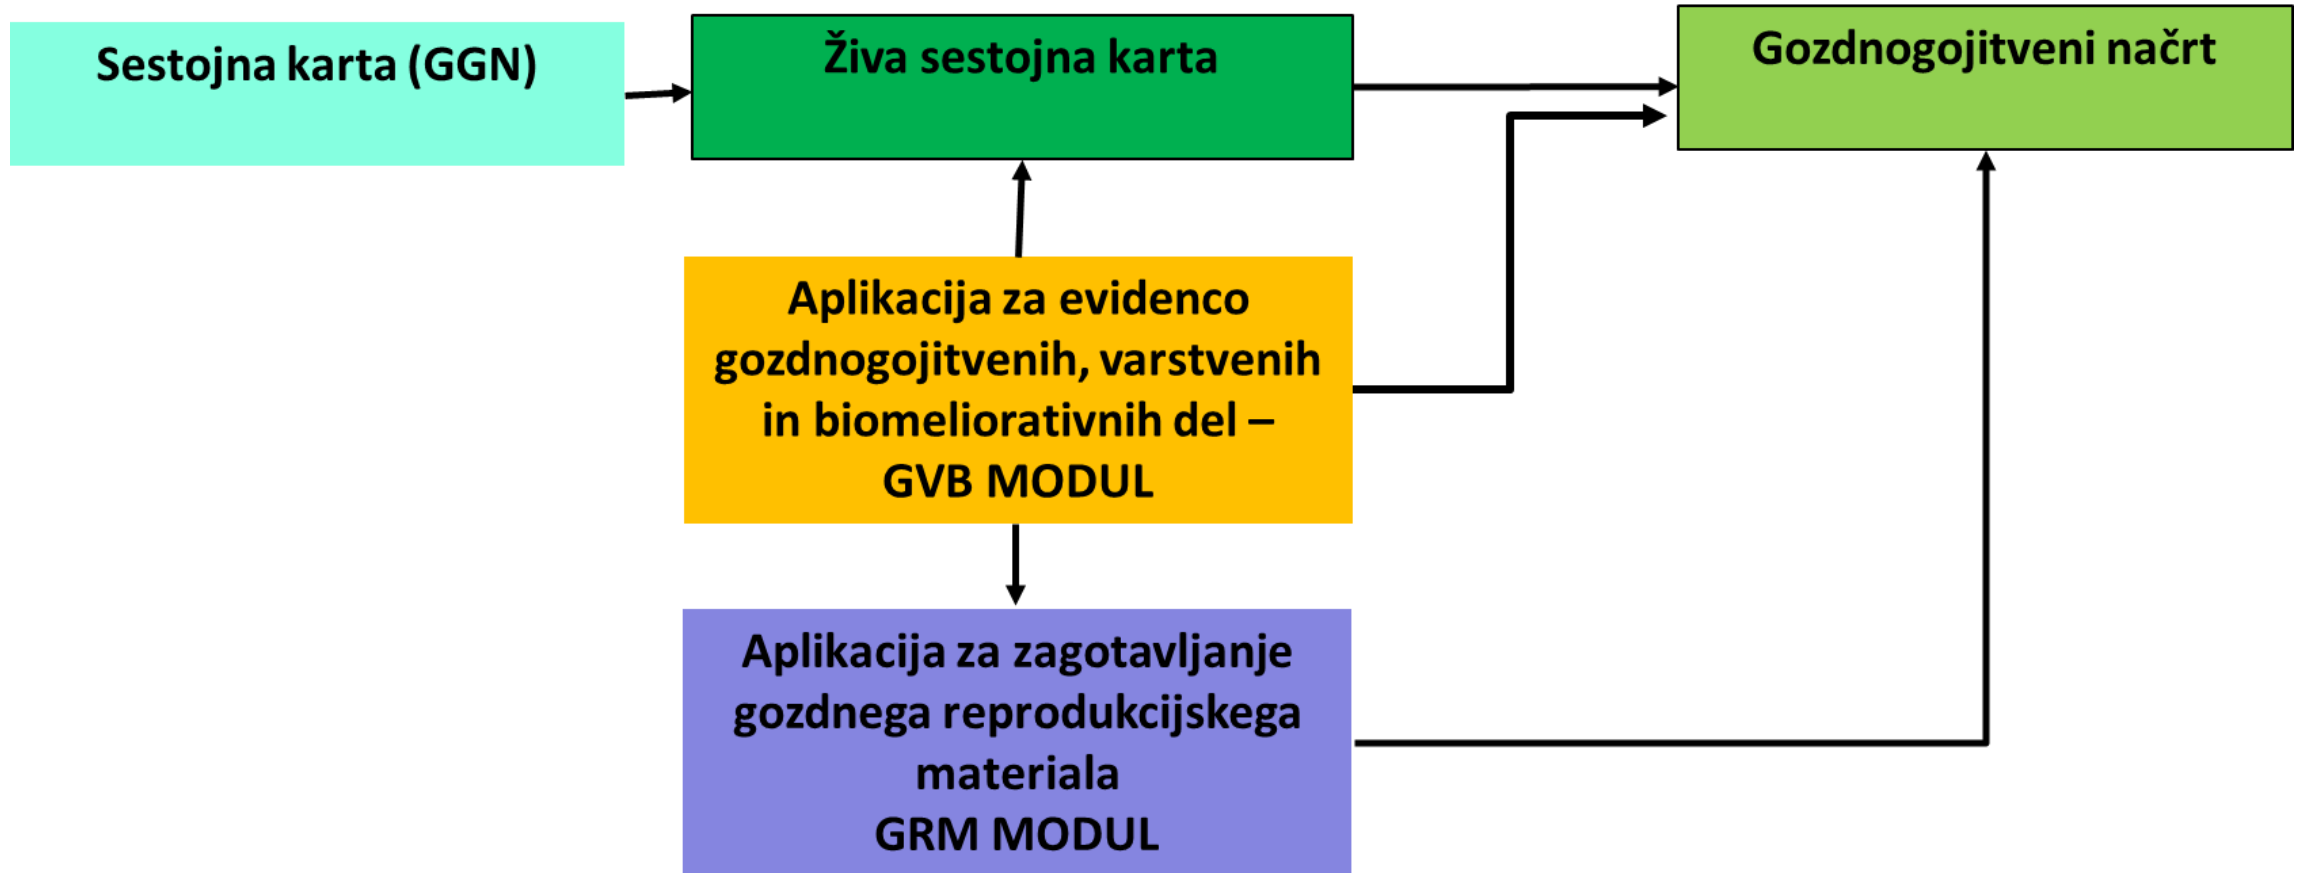 Sestojna karta (GGN)
Živa sestojna karta
Gozdnogojitveni načrt
Aplikacija za evidenco
gozdnogojitvenih, varstvenih
in biomeliorativnih del –
GVB MODUL
Aplikacija za zagotavljanje
gozdnega reprodukcijskega
materiala
GRM MODUL